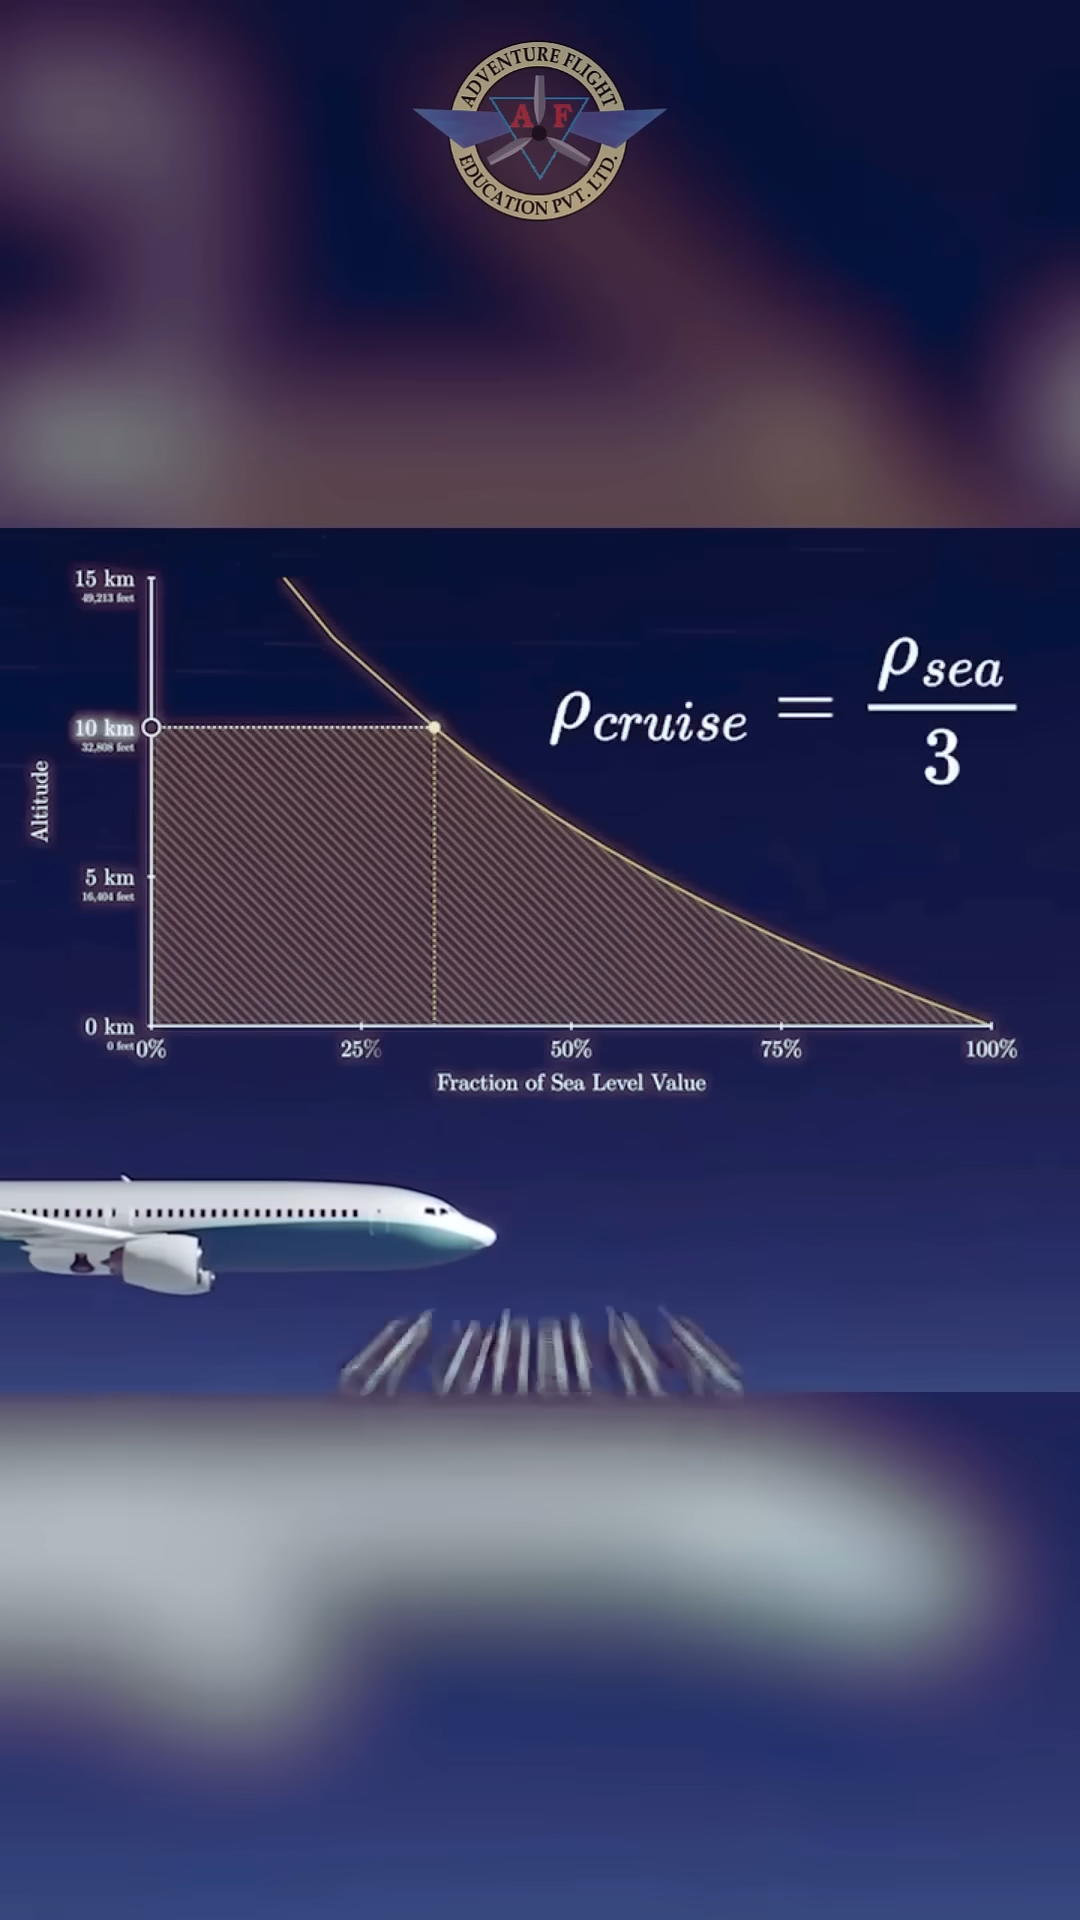 ADVENTURE FLIGHT
A F
EDUCATION PVT. LTD.
15 km
49,213 feet
10 km
32,808 feet
5 km
16,404 feet
0 km
0 feet
Altitude
0% 25% 50% 75% 100%
Fraction of Sea Level Value
ρcruise = ρsea / 3